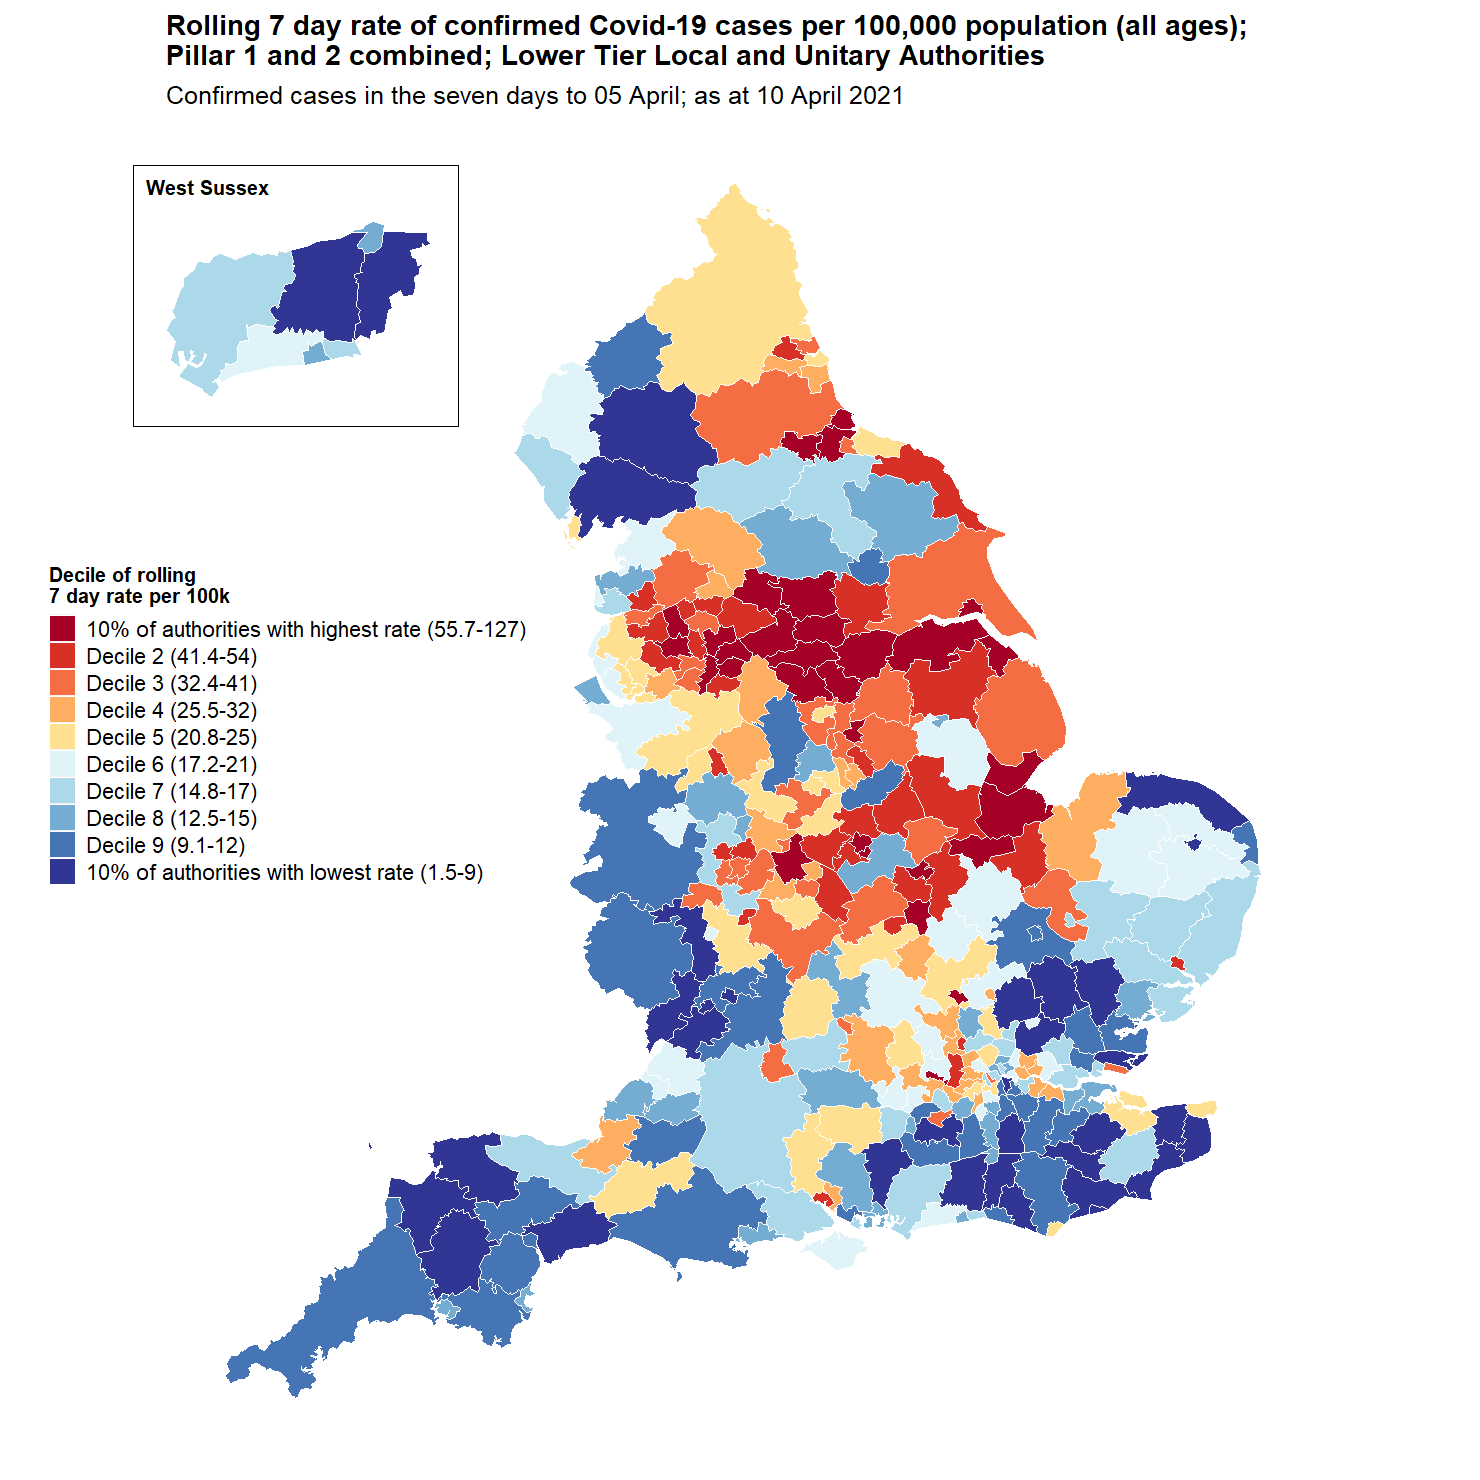 Rolling 7 day rate of confirmed Covid-19 cases per 100,000 population (all ages);
Pillar 1 and 2 combined; Lower Tier Local and Unitary Authorities
Confirmed cases in the seven days to 05 April; as at 10 April 2021
West Sussex
Decile of rolling
7 day rate per 100k
10% of authorities with highest rate (55.7-127)
Decile 2 (41.4-54)
Decile 3 (32.4-41)
Decile 4 (25.5-32)
Decile 5 (20.8-25)
Decile 6 (17.2-21)
Decile 7 (14.8-17)
Decile 8 (12.5-15)
Decile 9 (9.1-12)
10% of authorities with lowest rate (1.5-9)